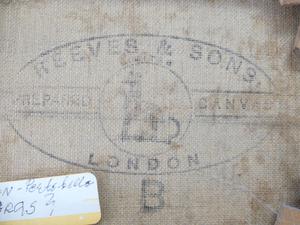 REEVES & SONS,
PREPARED CANVAS
LONDON
B